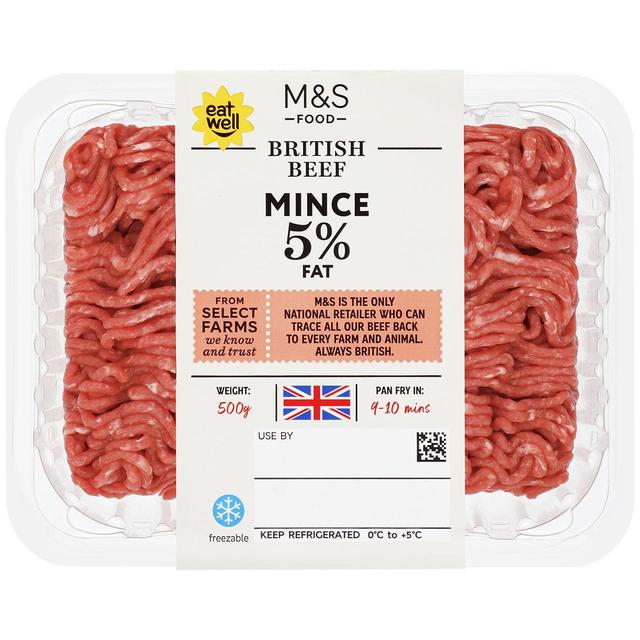 eat
well
M&S
FOOD
BRITISH
BEEF
MINCE
5%
FAT
FROM
SELECT
FARMS
we know
and trust
M&S IS THE ONLY
NATIONAL RETAILER WHO CAN
TRACE ALL OUR BEEF BACK
TO EVERY FARM AND ANIMAL.
ALWAYS BRITISH.
WEIGHT:
500g
PAN FRY IN:
9-10 mins
USE BY
freezable
KEEP REFRIGERATED 0°C to +5°C